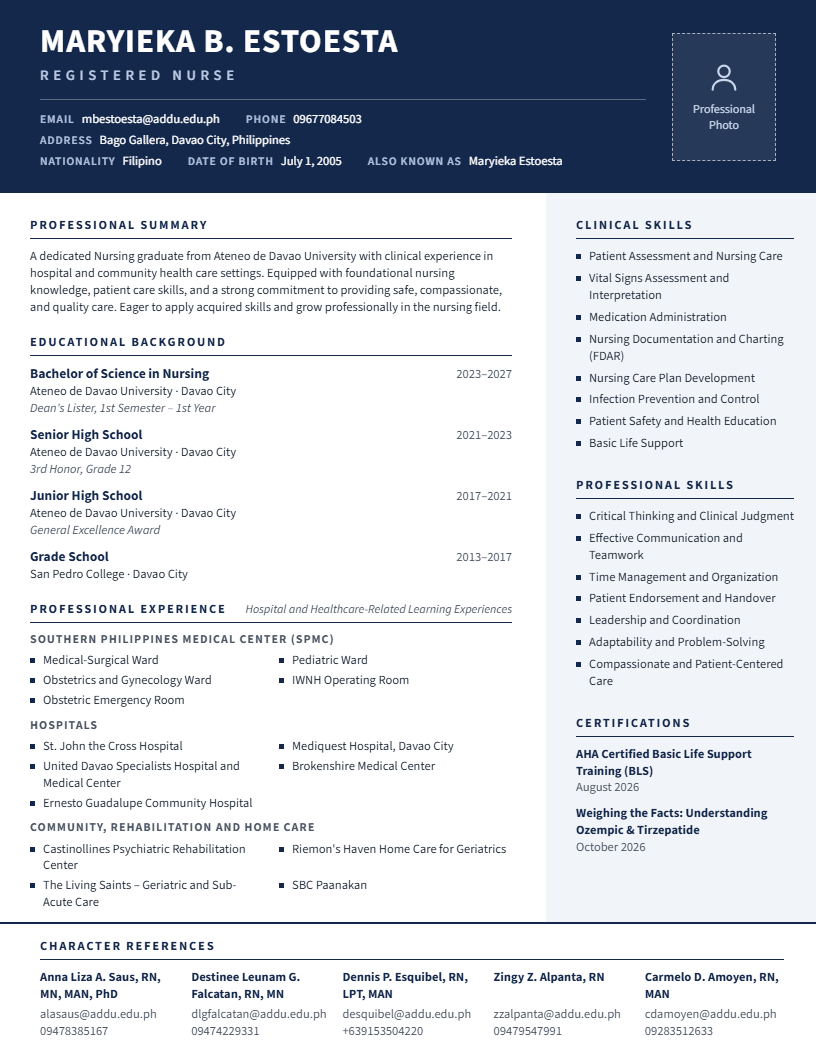 MARYIEKA B. ESTOESTA
REGISTERED NURSE
EMAIL mbestoesta@addu.edu.ph PHONE 09677084503
ADDRESS Bago Gallera, Davao City, Philippines
NATIONALITY Filipino DATE OF BIRTH July 1, 2005 ALSO KNOWN AS Maryieka Estoesta
Professional
Photo
PROFESSIONAL SUMMARY
A dedicated Nursing graduate from Ateneo de Davao University with clinical experience in
hospital and community health care settings. Equipped with foundational nursing
knowledge, patient care skills, and a strong commitment to providing safe, compassionate,
and quality care. Eager to apply acquired skills and grow professionally in the nursing field.
EDUCATIONAL BACKGROUND
Bachelor of Science in Nursing 2023–2027
Ateneo de Davao University · Davao City
Dean's Lister, 1st Semester – 1st Year
Senior High School 2021–2023
Ateneo de Davao University · Davao City
3rd Honor, Grade 12
Junior High School 2017–2021
Ateneo de Davao University · Davao City
General Excellence Award
Grade School 2013–2017
San Pedro College · Davao City
PROFESSIONAL EXPERIENCE Hospital and Healthcare-Related Learning Experiences
SOUTHERN PHILIPPINES MEDICAL CENTER (SPMC)
Medical-Surgical Ward Pediatric Ward
Obstetrics and Gynecology Ward IWNH Operating Room
Obstetric Emergency Room
HOSPITALS
St. John the Cross Hospital Mediquest Hospital, Davao City
United Davao Specialists Hospital and Brokenshire Medical Center
Medical Center
Ernesto Guadalupe Community Hospital
COMMUNITY, REHABILITATION AND HOME CARE
Castinollines Psychiatric Rehabilitation Riemon's Haven Home Care for Geriatrics
Center
The Living Saints – Geriatric and Sub- SBC Paanakan
Acute Care
CLINICAL SKILLS
Patient Assessment and Nursing Care
Vital Signs Assessment and
Interpretation
Medication Administration
Nursing Documentation and Charting
(FDAR)
Nursing Care Plan Development
Infection Prevention and Control
Patient Safety and Health Education
Basic Life Support
PROFESSIONAL SKILLS
Critical Thinking and Clinical Judgment
Effective Communication and
Teamwork
Time Management and Organization
Patient Endorsement and Handover
Leadership and Coordination
Adaptability and Problem-Solving
Compassionate and Patient-Centered
Care
CERTIFICATIONS
AHA Certified Basic Life Support
Training (BLS)
August 2026
Weighing the Facts: Understanding
Ozempic & Tirzepatide
October 2026
CHARACTER REFERENCES
Anna Liza A. Saus, RN,
MN, MAN, PhD
alasaus@addu.edu.ph
09478385167
Destinee Leunam G.
Falcatan, RN, MN
dlgfalcatan@addu.edu.ph
09474229331
Dennis P. Esquibel, RN,
LPT, MAN
desquibel@addu.edu.ph
+639153504220
Zingy Z. Alpanta, RN
zzalpanta@addu.edu.ph
09479547991
Carmelo D. Amoyen, RN,
MAN
cdamoyen@addu.edu.ph
09283512633